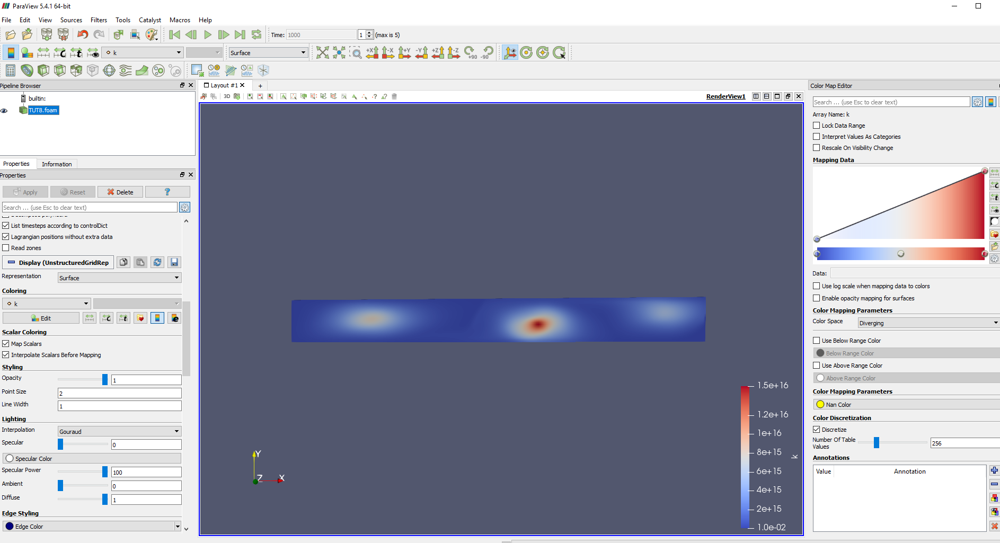 ParaView 5.4.1 64-bit
File Edit View Sources Filters Tools Catalyst Macros Help
Time: 1000 1 (max is 5)
k Surface +X -X +Y -Y +Z -Z +90 -90
Pipeline Browser
builtin:
TUT8.foam
Properties Information
Properties
Apply Reset Delete ?
Search ... (use Esc to clear text)
Decompose polyhedra
List timesteps according to controlDict
Lagrangian positions without extra data
Read zones
Display (UnstructuredGridRep
Representation Surface
Coloring
k
Edit
Scalar Coloring
Map Scalars
Interpolate Scalars Before Mapping
Styling
Opacity 1
Point Size 2
Line Width 1
Lighting
Interpolation Gouraud
Specular 0
Specular Color
Specular Power 100
Ambient 0
Diffuse 1
Edge Styling
Edge Color
Layout #1 +
3D
RenderView1
Y
Z X
1.5e+16
1.2e+16
1e+16
8e+15
6e+15
4e+15
2e+15
1.0e-02
k
Color Map Editor
Search ... (use Esc to clear text)
Array Name: k
Lock Data Range
Interpret Values As Categories
Rescale On Visibility Change
Mapping Data
Data:
Use log scale when mapping data to colors
Enable opacity mapping for surfaces
Color Mapping Parameters
Color Space Diverging
Use Below Range Color
Below Range Color
Use Above Range Color
Above Range Color
Color Mapping Parameters
Nan Color
Color Discretization
Discretize
Number Of Table
Values 256
Annotations
Value Annotation